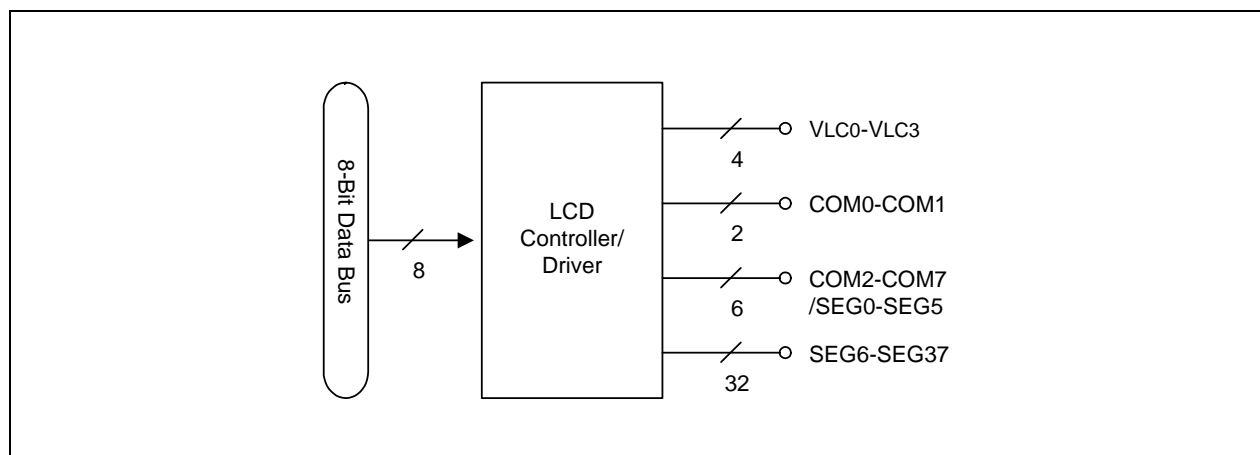 8-Bit Data Bus
8
LCD
Controller/
Driver
VLC0-VLC3
4
COM0-COM1
2
COM2-COM7
/SEG0-SEG5
6
SEG6-SEG37
32